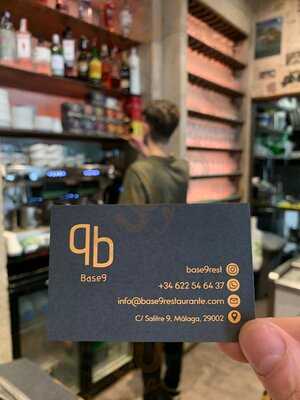 qb
Base9
base9rest
+34 622 54 64 37
info@base9restaurante.com
C/ Salitre 9, Málaga, 29002